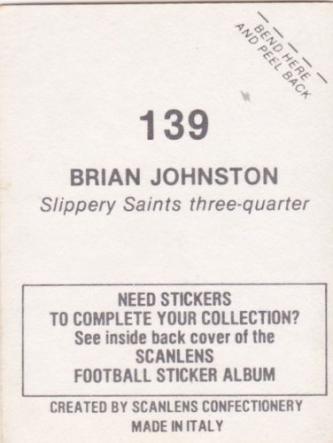 BEND HERE
AND PEEL BACK
139
BRIAN JOHNSTON
Slippery Saints three-quarter
NEED STICKERS
TO COMPLETE YOUR COLLECTION?
See inside back cover of the
SCANLENS
FOOTBALL STICKER ALBUM
CREATED BY SCANLENS CONFECTIONERY
MADE IN ITALY